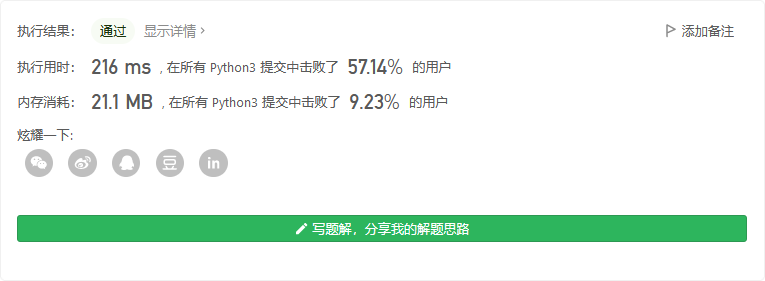 执行结果： 通过 显示详情 › 添加备注
执行用时： 216 ms , 在所有 Python3 提交中击败了 57.14% 的用户
内存消耗： 21.1 MB , 在所有 Python3 提交中击败了 9.23% 的用户
炫耀一下:
豆 in
写题解，分享我的解题思路